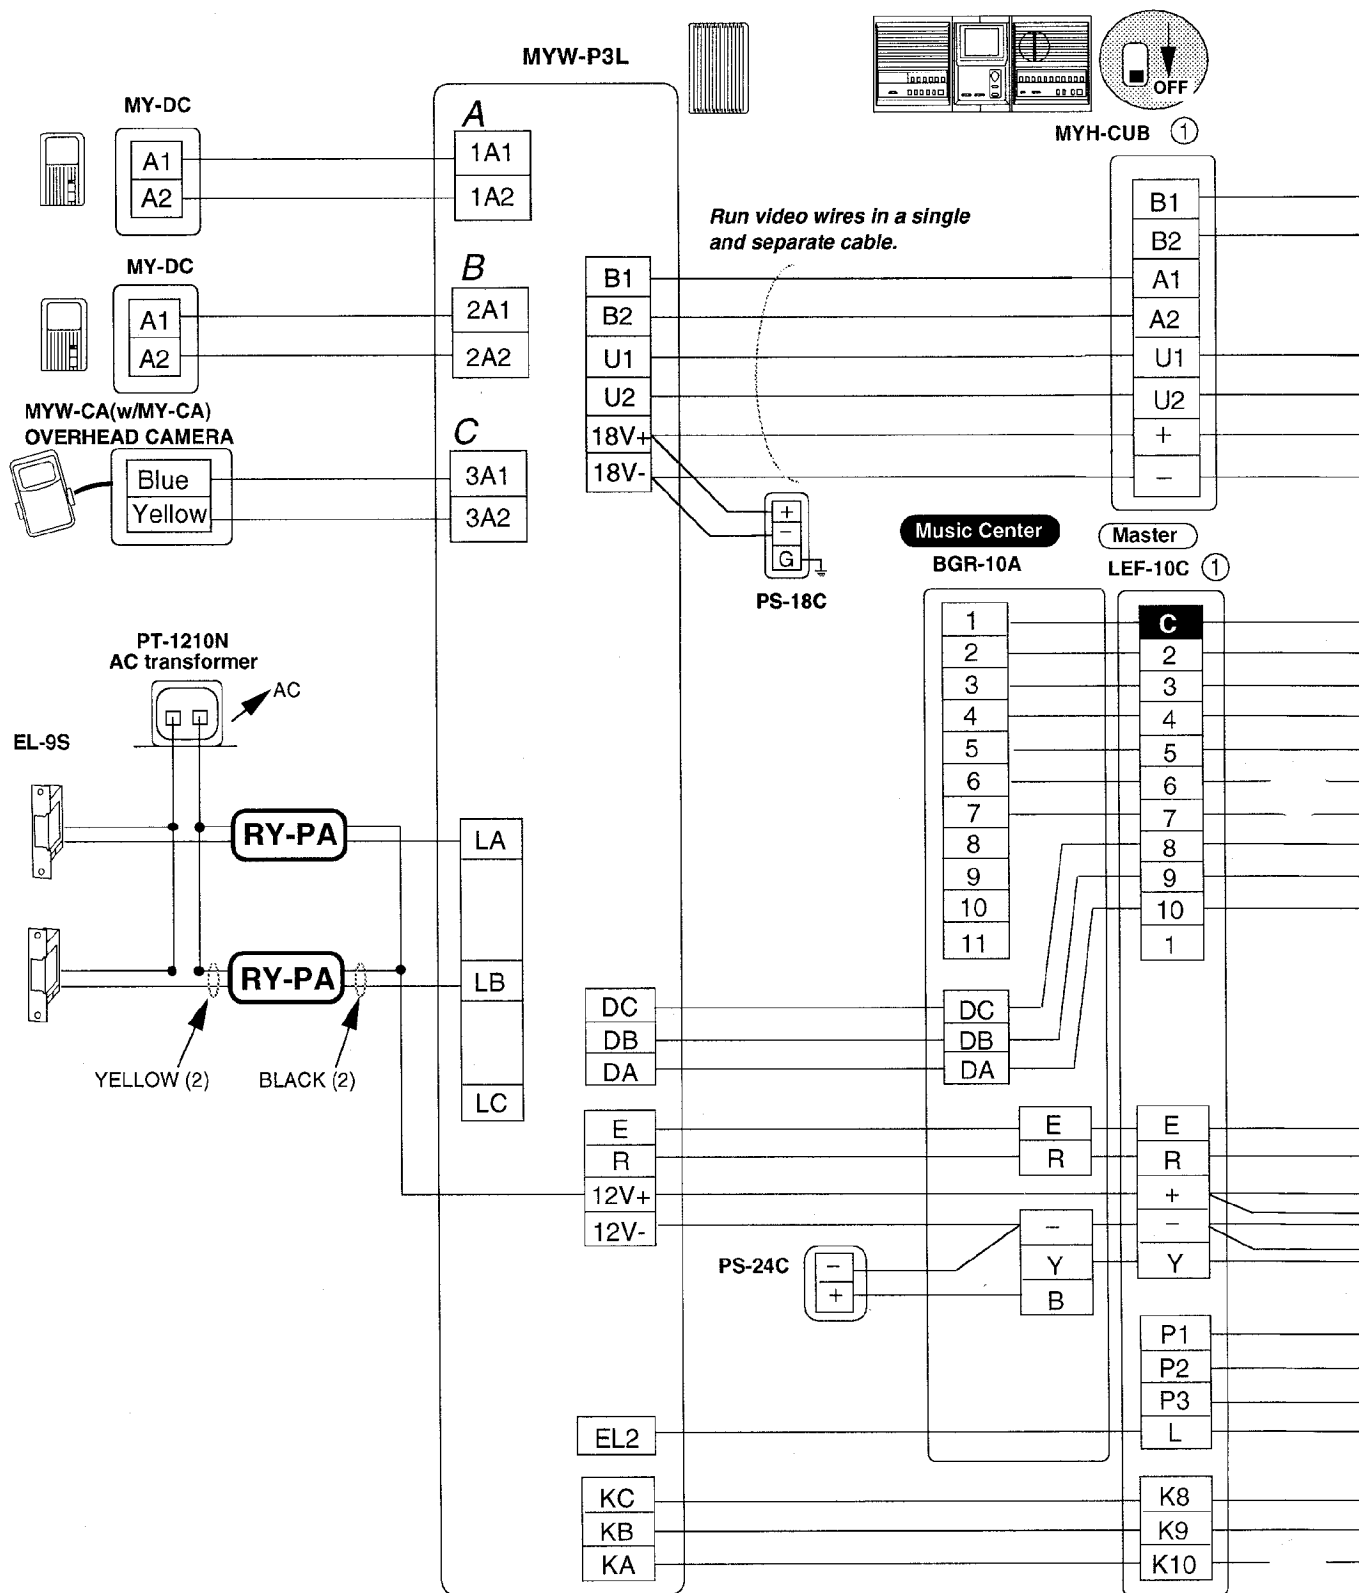 MYW-P3L
OFF
MYH-CUB ①
MY-DC
A1
A2
A
1A1
1A2
Run video wires in a single
and separate cable.
B1
B2
A1
A2
U1
U2
+
−
MY-DC
A1
A2
B
2A1
2A2
B1
B2
U1
U2
18V+
18V-
MYW-CA(w/MY-CA)
OVERHEAD CAMERA
Blue
Yellow
C
3A1
3A2
+
−
G
PS-18C
Music Center
BGR-10A
Master
LEF-10C ①
1
2
3
4
5
6
7
8
9
10
11
C
2
3
4
5
6
7
8
9
10
1
PT-1210N
AC transformer
AC
EL-9S
RY-PA
RY-PA
YELLOW (2)
BLACK (2)
LA
LB
LC
DC
DB
DA
DC
DB
DA
E
R
12V+
12V-
E
R
−
Y
B
E
R
+
−
Y
PS-24C
−
+
P1
P2
P3
L
EL2
KC
KB
KA
K8
K9
K10